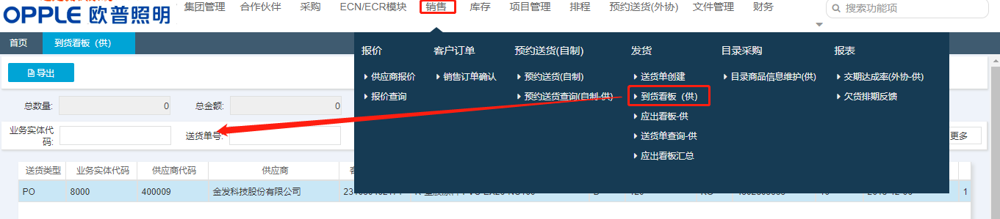 集团管理 合作伙伴 采购 ECN/ECR模块 销售 库存 项目管理 排程 预约送货(外协) 文件管理 财务 搜索功能项
OPPLE 欧普照明
首页 到货看板（供）
报价 客户订单 预约送货(自制) 发货 目录采购 报表
导出 供应商报价 销售订单确认 预约送货(自制) 送货单创建 目录商品信息维护(供) 交期达成率(外协-供)
报价查询 预约送货查询(自制-供) 到货看板（供） 欠货排期反馈
总数量: 0 总金额: 0
应出看板-供
业务实体代码: 送货单号: 送货单查询-供 更多
应出看板汇总
送货类型 业务实体代码 供应商代码 供应商
PO 8000 400009 金发科技股份有限公司 1